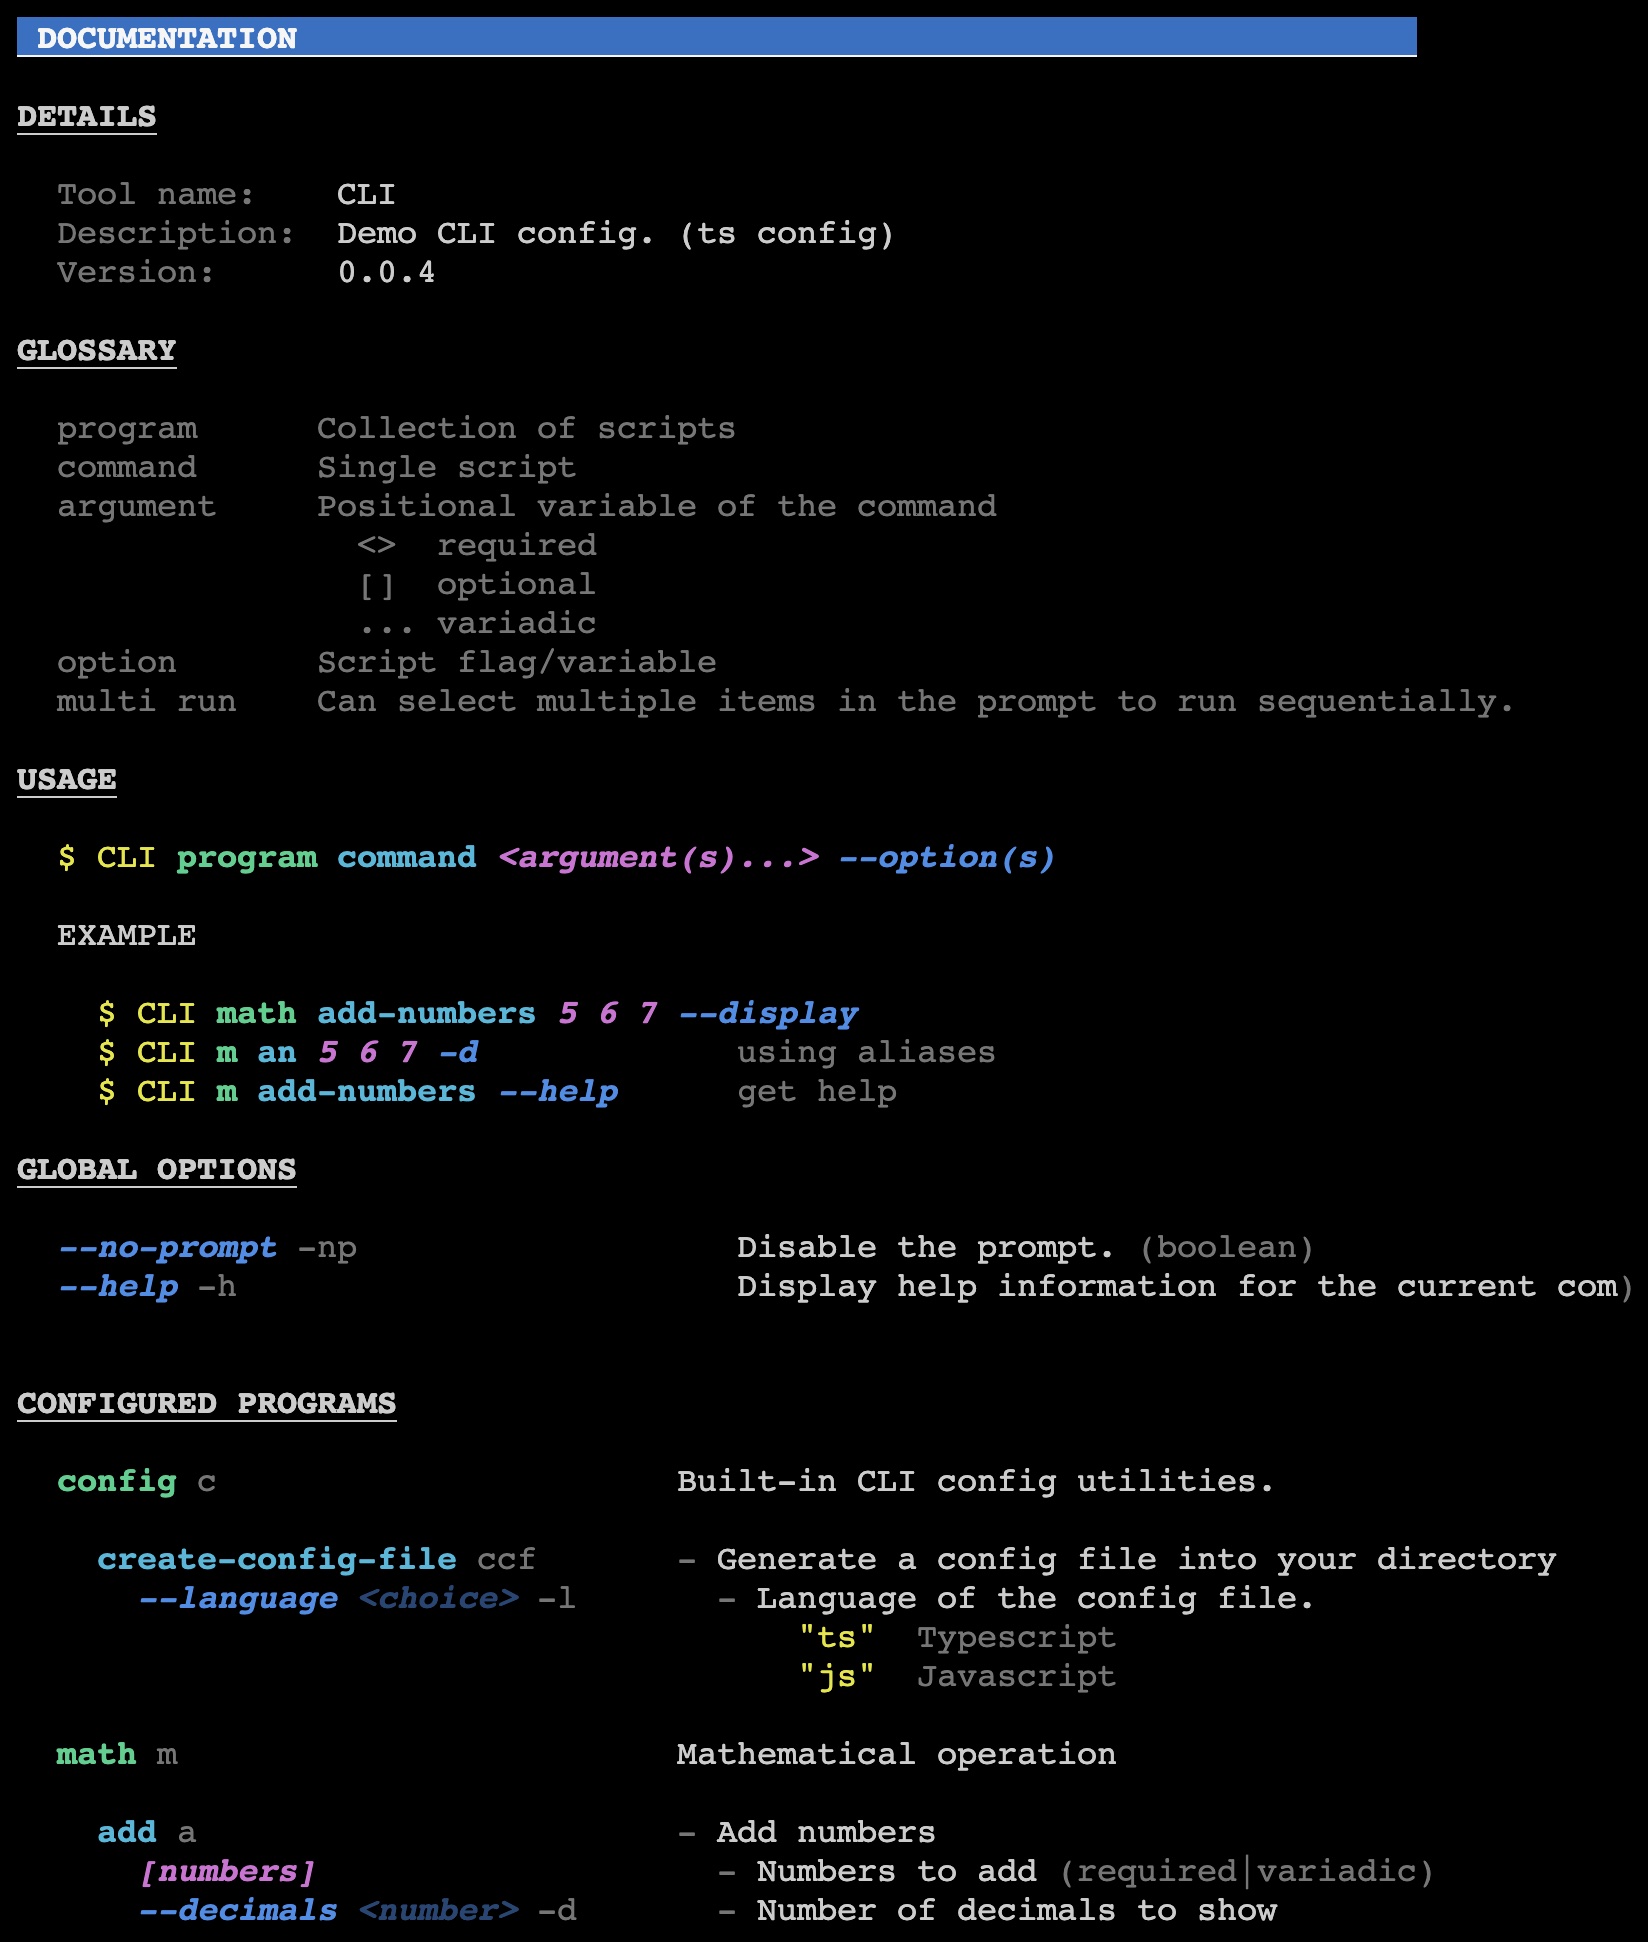 DOCUMENTATION
DETAILS
Tool name: CLI
Description: Demo CLI config. (ts config)
Version: 0.0.4
GLOSSARY
program Collection of scripts
command Single script
argument Positional variable of the command
<> required
[] optional
... variadic
option Script flag/variable
multi run Can select multiple items in the prompt to run sequentially.
USAGE
$ CLI program command <argument(s)...> --option(s)
EXAMPLE
$ CLI math add-numbers 5 6 7 --display
$ CLI m an 5 6 7 -d using aliases
$ CLI m add-numbers --help get help
GLOBAL OPTIONS
--no-prompt -np Disable the prompt. (boolean)
--help -h Display help information for the current com)
CONFIGURED PROGRAMS
config c Built-in CLI config utilities.
create-config-file ccf - Generate a config file into your directory
--language <choice> -l - Language of the config file.
"ts" Typescript
"js" Javascript
math m Mathematical operation
add a - Add numbers
[numbers] - Numbers to add (required|variadic)
--decimals <number> -d - Number of decimals to show